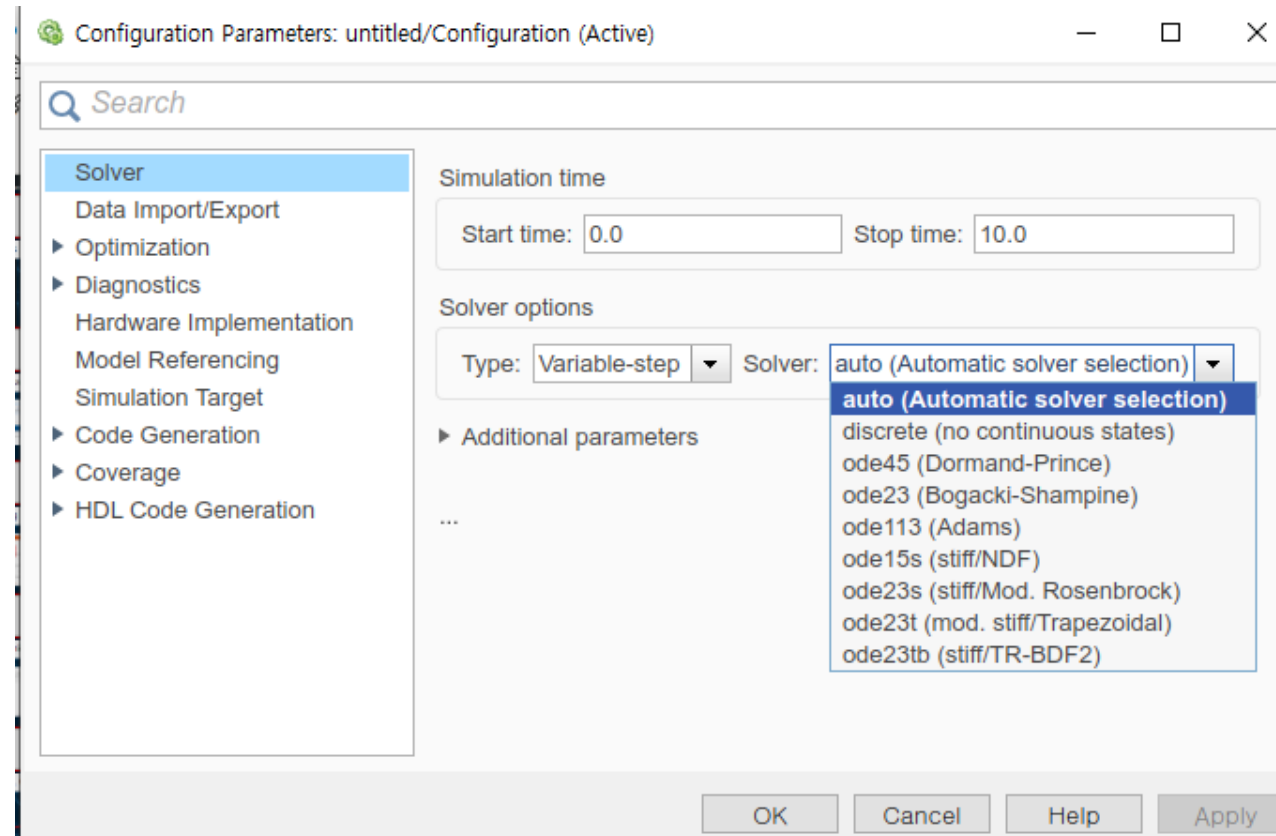 Configuration Parameters: untitled/Configuration (Active)
Search
Solver
Data Import/Export
Optimization
Diagnostics
Hardware Implementation
Model Referencing
Simulation Target
Code Generation
Coverage
HDL Code Generation
Simulation time
Start time: 0.0 Stop time: 10.0
Solver options
Type: Variable-step Solver: auto (Automatic solver selection)
auto (Automatic solver selection)
discrete (no continuous states)
ode45 (Dormand-Prince)
ode23 (Bogacki-Shampine)
ode113 (Adams)
ode15s (stiff/NDF)
ode23s (stiff/Mod. Rosenbrock)
ode23t (mod. stiff/Trapezoidal)
ode23tb (stiff/TR-BDF2)
Additional parameters
...
OK Cancel Help Apply